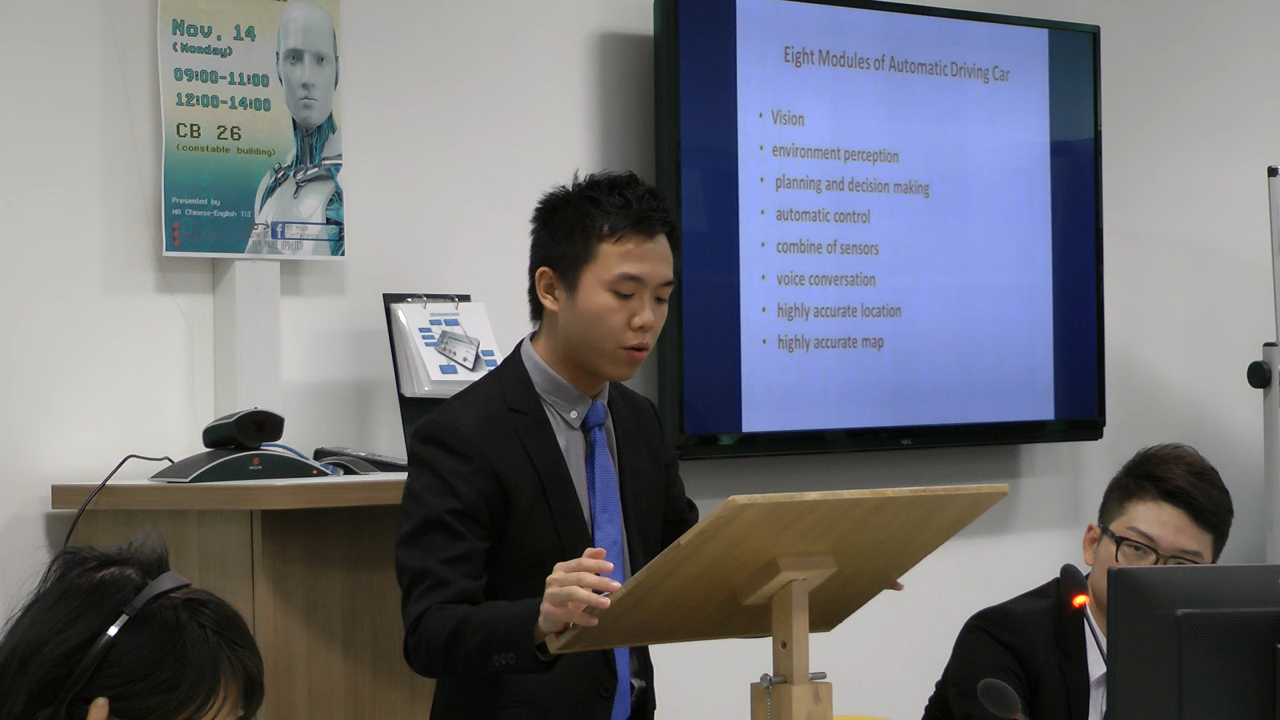 Nov. 14
(Monday)
09:00-11:00
12:00-14:00
CB 26
(constable building)
Presented by
MA Chinese-English T&I
Eight Modules of Automatic Driving Car
• Vision
• environment perception
• planning and decision making
• automatic control
• combine of sensors
• voice conversation
• highly accurate location
• highly accurate map
NEC